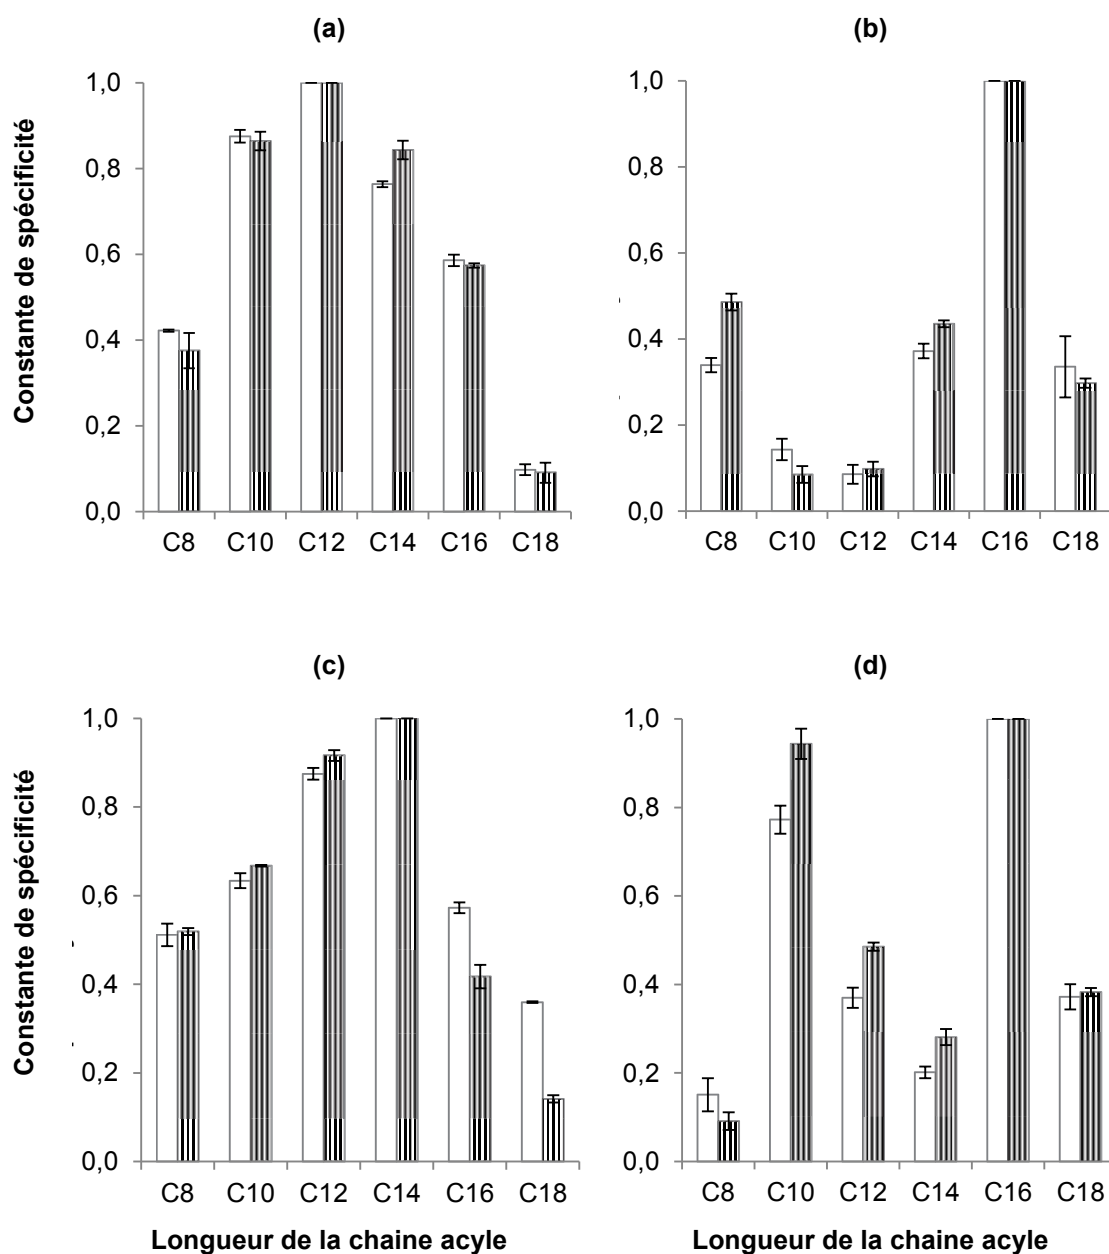 (a)
Constante de spécificité
1,0
0,8
0,6
0,4
0,2
0,0
C8 C10 C12 C14 C16 C18
(b)
1,0
0,8
0,6
0,4
0,2
0,0
C8 C10 C12 C14 C16 C18
(c)
Constante de spécificité
1,0
0,8
0,6
0,4
0,2
0,0
C8 C10 C12 C14 C16 C18
Longueur de la chaine acyle
(d)
1,0
0,8
0,6
0,4
0,2
0,0
C8 C10 C12 C14 C16 C18
Longueur de la chaine acyle